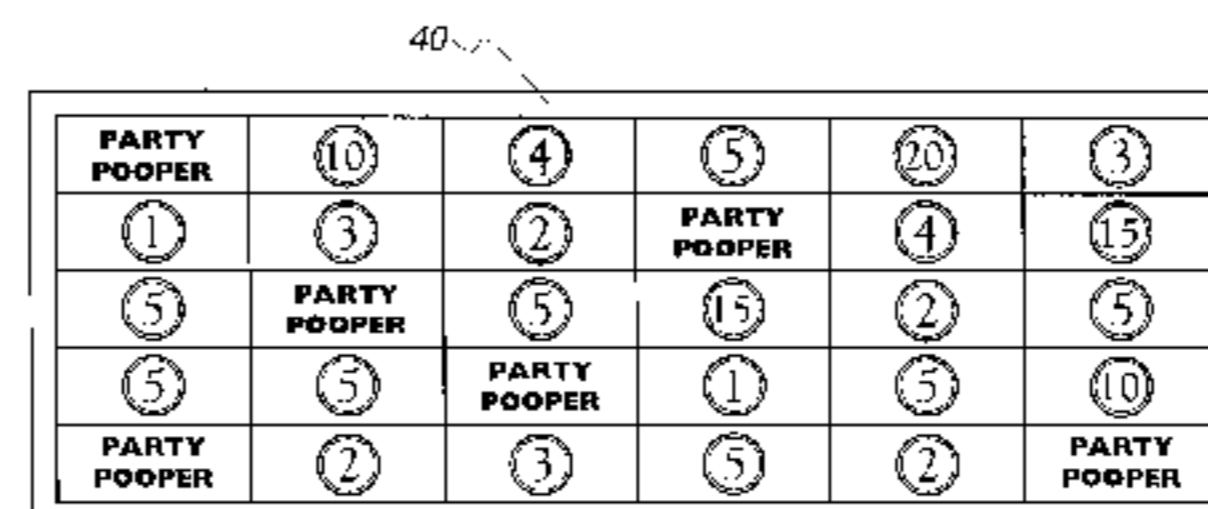 40
PARTY POOPER 10 4 5 20 3
1 3 2 PARTY POOPER 4 15
5 PARTY POOPER 5 15 2 5
5 5 PARTY POOPER 1 5 10
PARTY POOPER 2 3 5 2 PARTY POOPER